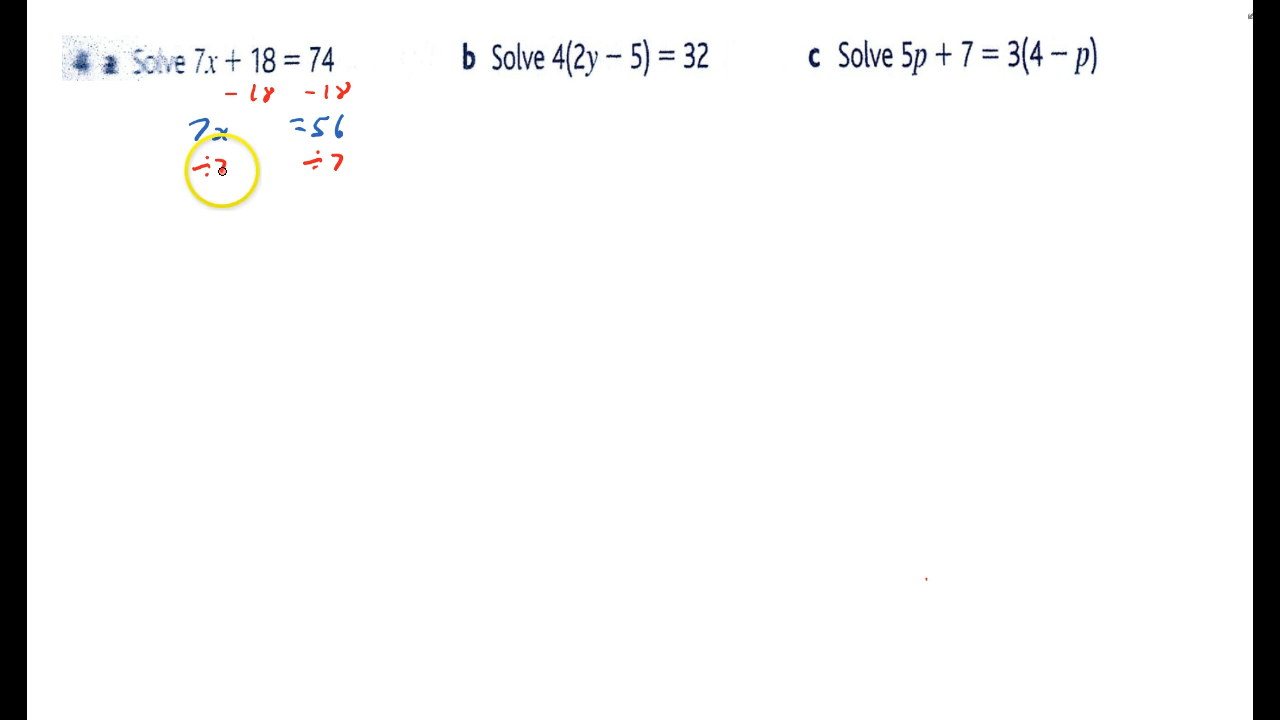 4 a Solve 7x + 18 = 74
- 18 - 18
7x = 56
÷7 ÷7
b Solve 4(2y − 5) = 32
c Solve 5p + 7 = 3(4 − p)